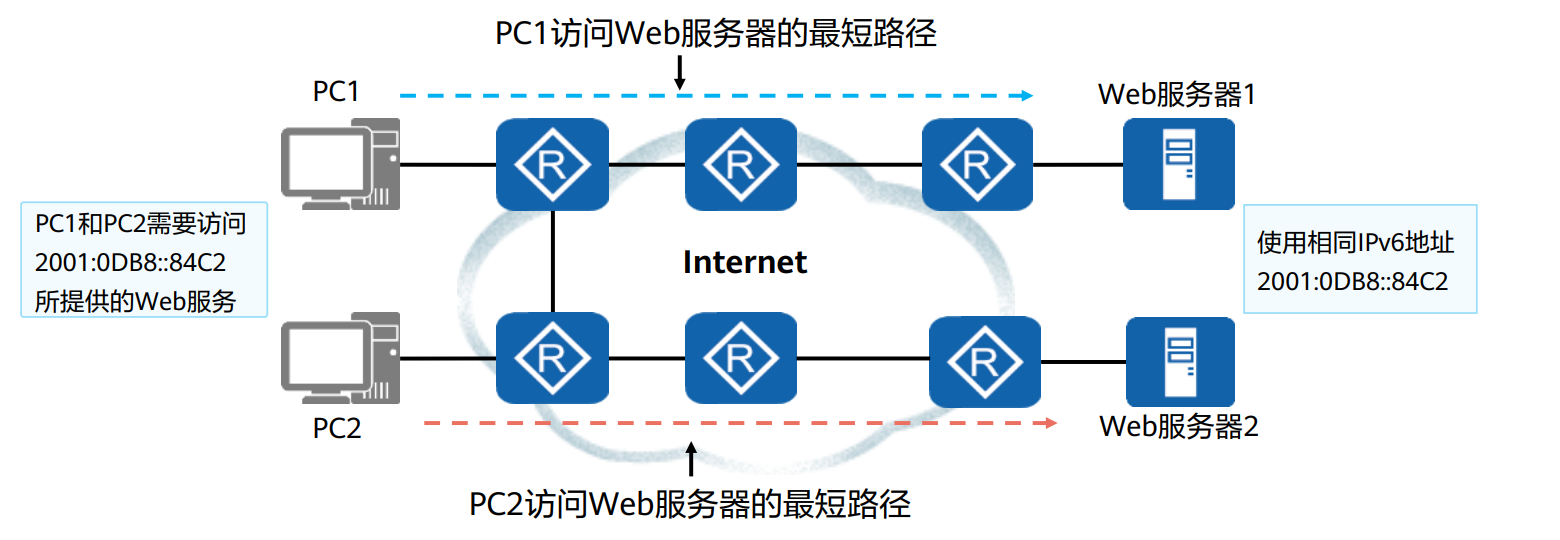 PC1访问Web服务器的最短路径
PC1
Web服务器1
R
R
R
PC1和PC2需要访问
2001:0DB8::84C2
所提供的Web服务
Internet
使用相同IPv6地址
2001:0DB8::84C2
R
R
R
PC2
Web服务器2
PC2访问Web服务器的最短路径